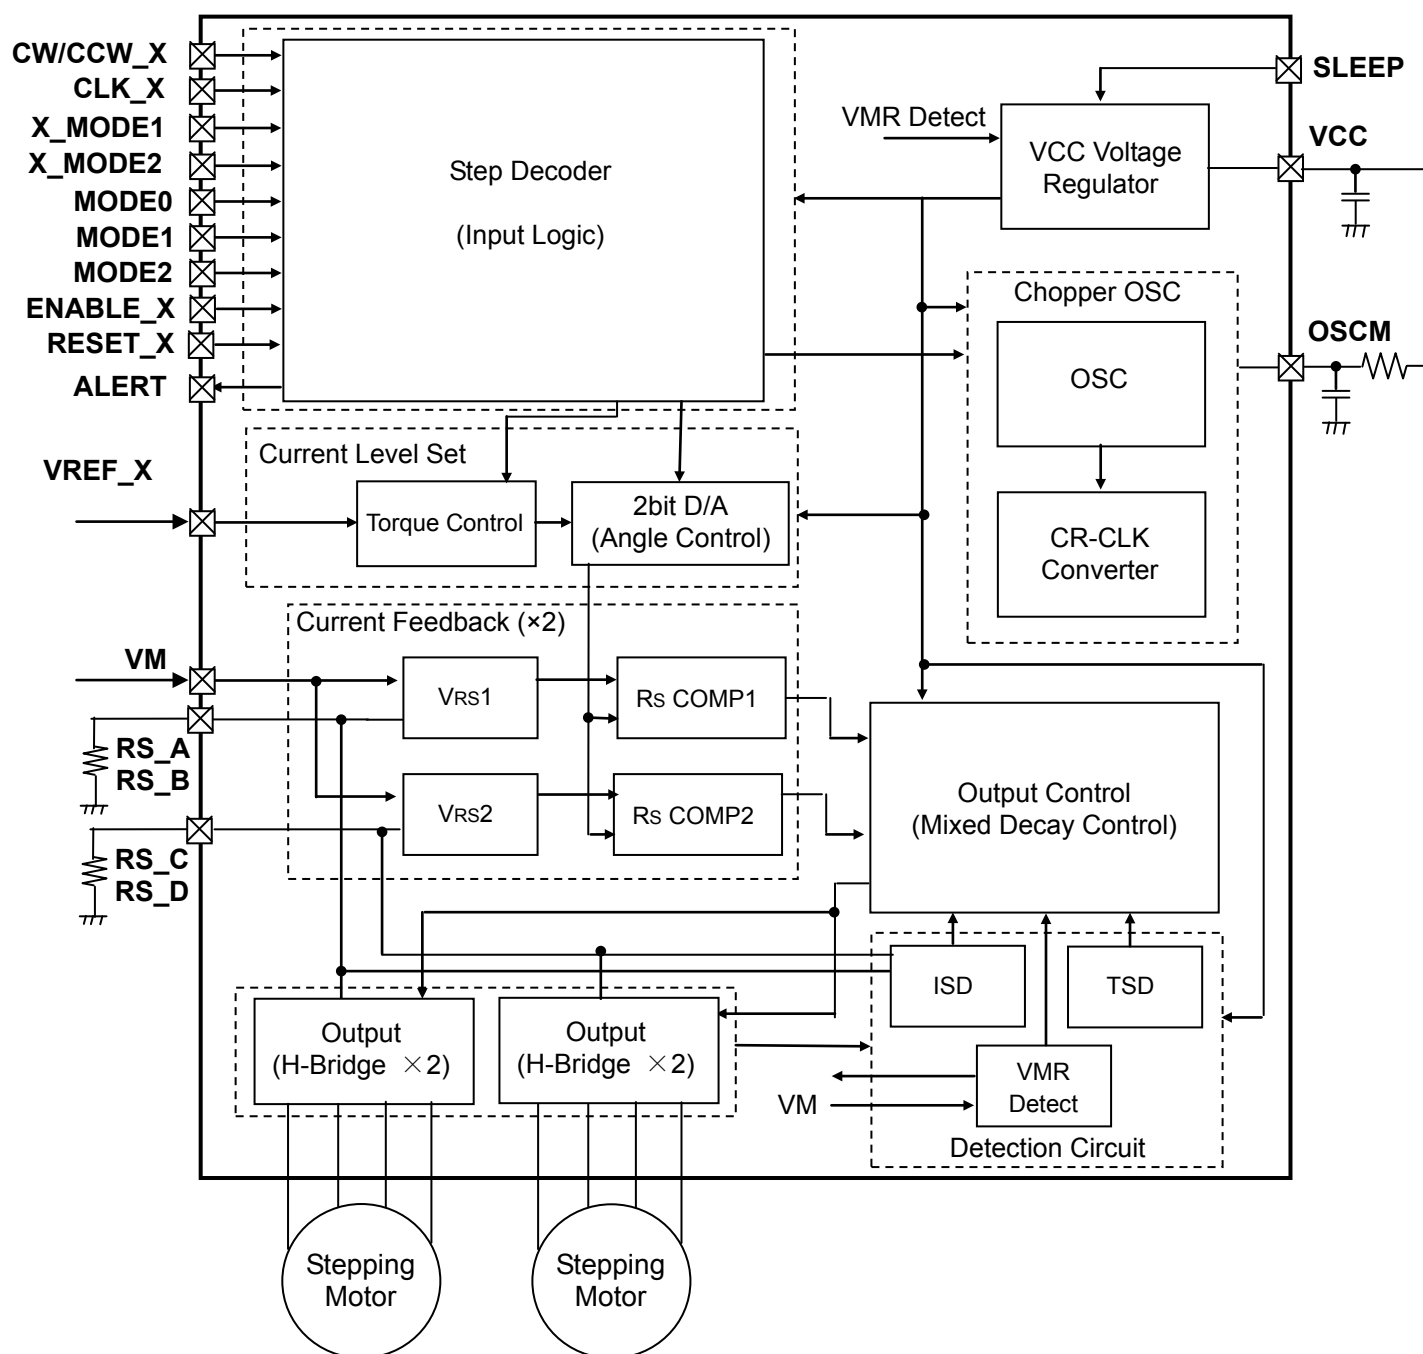 CW/CCW_X
CLK_X
X_MODE1
X_MODE2
MODE0
MODE1
MODE2
ENABLE_X
RESET_X
ALERT
VREF_X
VM
RS_A
RS_B
RS_C
RS_D
Step Decoder
(Input Logic)
VMR Detect
VCC Voltage
Regulator
SLEEP
VCC
Chopper OSC
OSC
CR-CLK
Converter
OSCM
Current Level Set
Torque Control
2bit D/A
(Angle Control)
Current Feedback (×2)
VRS1
RS COMP1
VRS2
RS COMP2
Output Control
(Mixed Decay Control)
ISD
TSD
VMR
Detect
VM
Detection Circuit
Output
(H-Bridge ×2)
Output
(H-Bridge ×2)
Stepping
Motor
Stepping
Motor